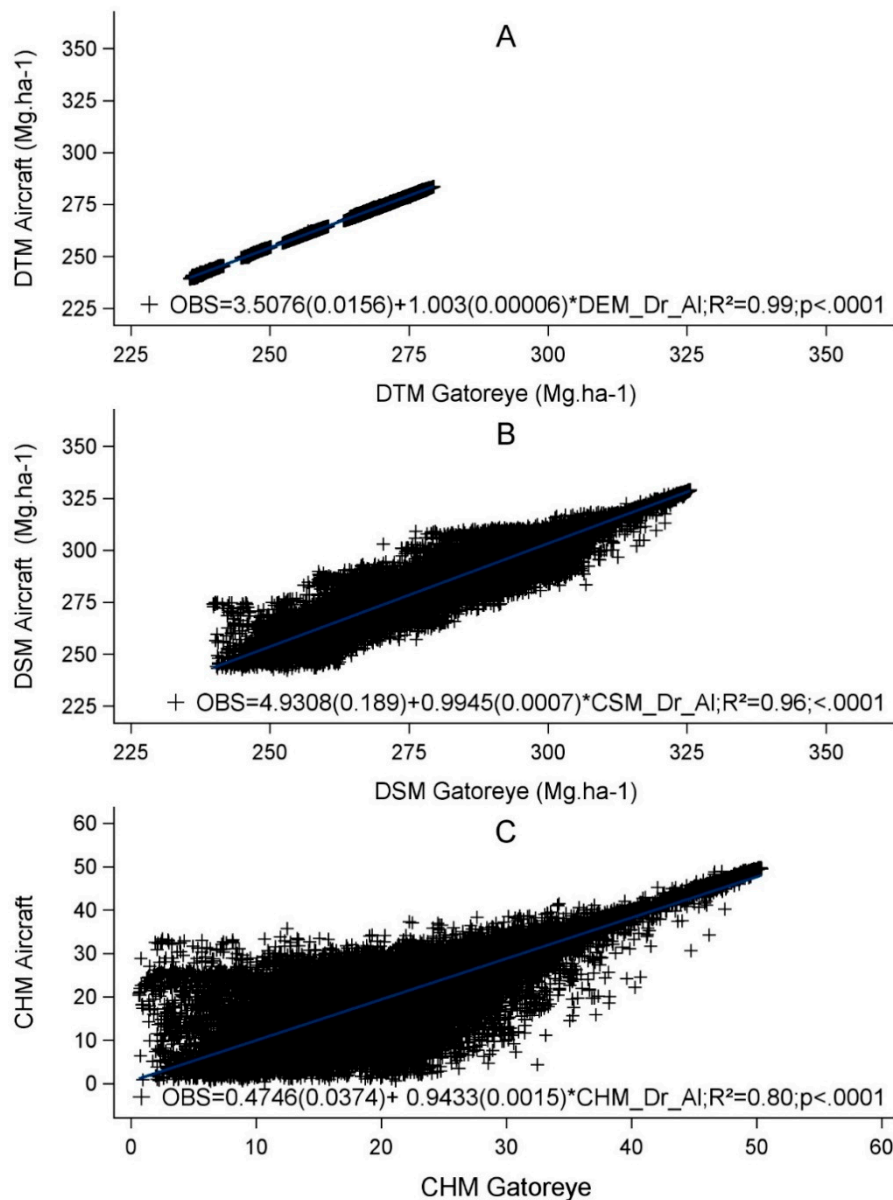 A
350
325
300
275
250
225
DTM Aircraft (Mg.ha-1)
+ OBS=3.5076(0.0156)+1.003(0.00006)*DEM_Dr_Al;R²=0.99;p<.0001
225 250 275 300 325 350
DTM Gatoreye (Mg.ha-1)
B
350
325
300
275
250
225
DSM Aircraft (Mg.ha-1)
+ OBS=4.9308(0.189)+0.9945(0.0007)*CSM_Dr_Al;R²=0.96;<.0001
225 250 275 300 325 350
DSM Gatoreye (Mg.ha-1)
C
60
50
40
30
20
10
0
CHM Aircraft
+ OBS=0.4746(0.0374)+ 0.9433(0.0015)*CHM_Dr_Al;R²=0.80;p<.0001
0 10 20 30 40 50 60
CHM Gatoreye